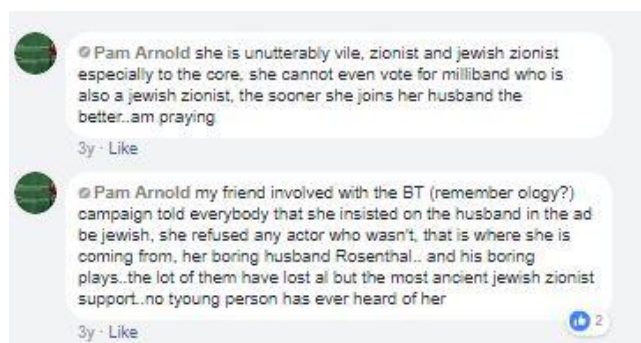 Pam Arnold she is unutterably vile, zionist and jewish zionist
especially to the core, she cannot even vote for milliband who is
also a jewish zionist, the sooner she joins her husband the
better..am praying
3y · Like
Pam Arnold my friend involved with the BT (remember ology?)
campaign told everybody that she insisted on the husband in the ad
be jewish, she refused any actor who wasn't, that is where she is
coming from, her boring husband Rosenthal.. and his boring
plays..the lot of them have lost al but the most ancient jewish zionist
support..no tyoung person has ever heard of her
2
3y · Like